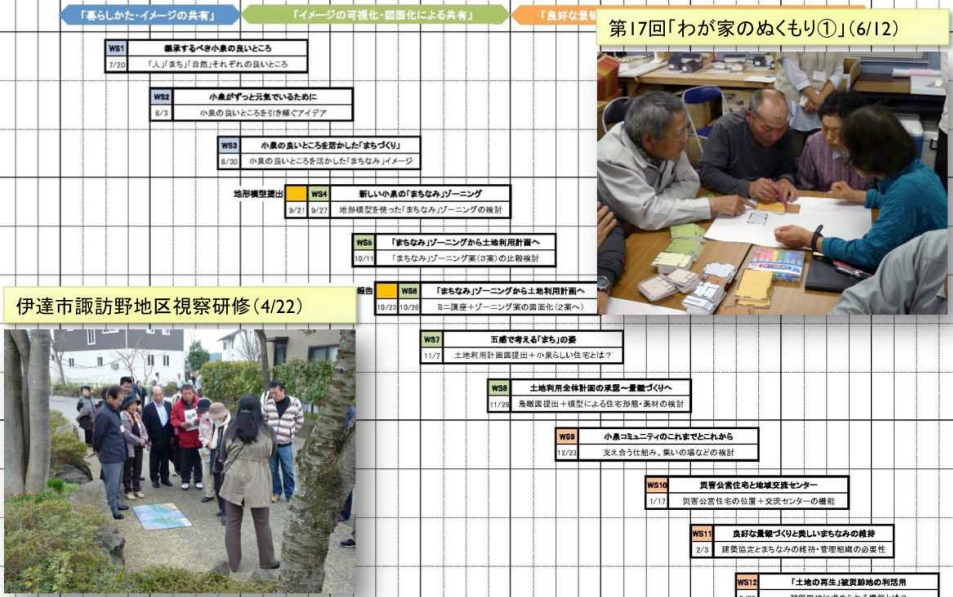 「暮らしかた・イメージの共有」
「イメージの可視化・図面化による共有」
「良好な景観
第17回「わが家のぬくもり①」(6/12)
WS1 継承するべき小泉の良いところ
7/20 「人」「まち」「自然」それぞれの良いところ
WS2 小泉がずっと元気でいるために
8/3 小泉の良いところを引き継ぐアイデア
WS3 小泉の良いところを活かした「まちづくり」
8/30 小泉の良いところを活かした「まちなみ」イメージ
地形模型提出 WS4 新しい小泉の「まちなみ」ゾーニング
9/21 9/27 地形模型を使った「まちなみ」ゾーニングの検討
WS5 「まちなみ」ゾーニングから土地利用計画へ
10/11 「まちなみ」ゾーニング案(3案)の比較検討
報告 WS6 「まちなみ」ゾーニングから土地利用計画へ
10/23 10/26 ミニ講座+ゾーニング案の図面化(2案へ)
伊達市諏訪野地区視察研修(4/22)
WS7 五感で考える「まち」の姿
11/7 土地利用計画図提出+小泉らしい住宅とは?
WS8 土地利用全体計画の承認~景観づくりへ
11/28 鳥瞰図提出+模型による住宅形態・素材の検討
WS9 小泉コミュニティのこれまでとこれから
12/23 支え合う仕組み、集いの場などの検討
WS10 災害公営住宅と地域交流センター
1/17 災害公営住宅の位置+交流センターの機能
WS11 良好な景観づくりと美しいまちなみの維持
2/3 建築協定とまちなみの維持・管理組織の必要性
WS12 「土地の再生」被災跡地の利活用